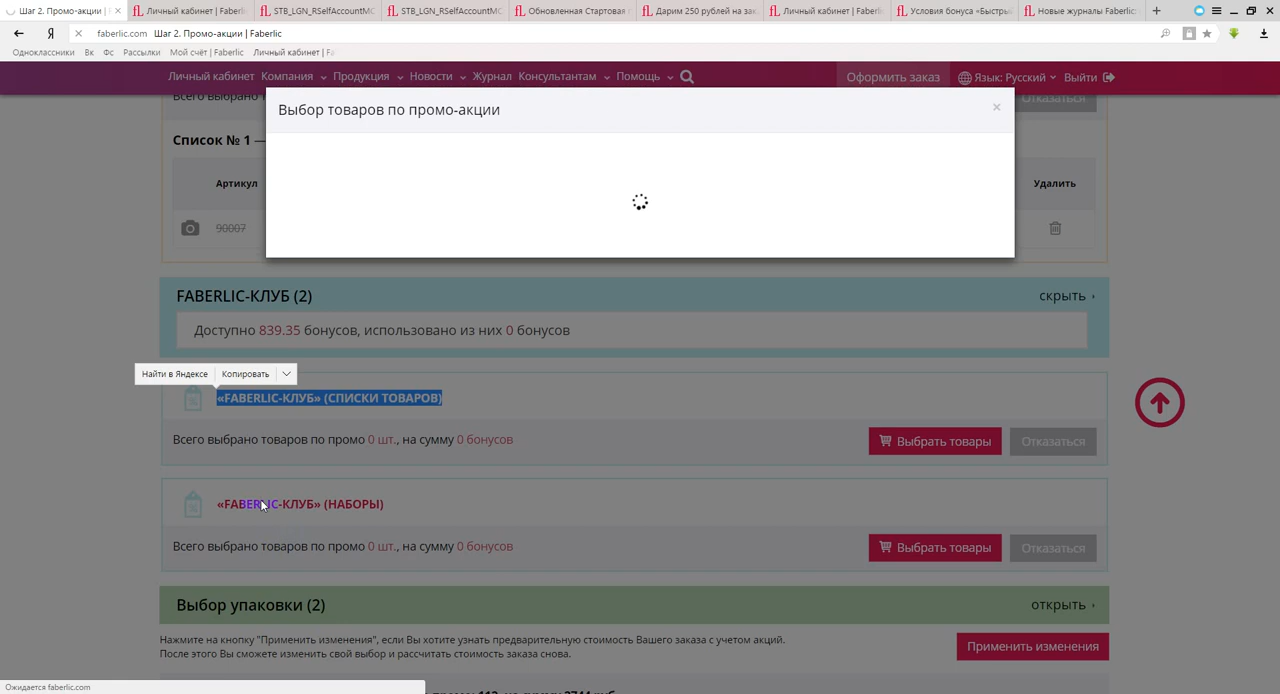 Шаг 2. Промо-акции | F
Личный кабинет | Faberli
STB_LGN_RSelfAccountMC
STB_LGN_RSelfAccountMC
Обновленная Стартовая
Дарим 250 рублей на зак
Личный кабинет | Faberli
Условия бонуса «Быстры
Новые журналы Faberlic
faberlic.com Шаг 2. Промо-акции | Faberlic
Одноклассники Вк Фс Рассылки Мой счёт | Faberlic Личный кабинет | Fa
Личный кабинет Компания Продукция Новости Журнал Консультантам Помощь Оформить заказ Язык: Русский Выйти
Выбор товаров по промо-акции ×
Всего выбрано т Отказаться
Список № 1 —
Артикул Удалить
90007
FABERLIC-КЛУБ (2) скрыть
Доступно 839.35 бонусов, использовано из них 0 бонусов
Найти в Яндексе Копировать
«FABERLIC-КЛУБ» (СПИСКИ ТОВАРОВ)
Всего выбрано товаров по промо 0 шт., на сумму 0 бонусов Выбрать товары Отказаться
«FABERLIC-КЛУБ» (НАБОРЫ)
Всего выбрано товаров по промо 0 шт., на сумму 0 бонусов Выбрать товары Отказаться
Выбор упаковки (2) открыть
Нажмите на кнопку "Применить изменения", если Вы хотите узнать предварительную стоимость Вашего заказа с учетом акций.
После этого Вы сможете изменить свой выбор и рассчитать стоимость заказа снова.
Применить изменения
Ожидается faberlic.com